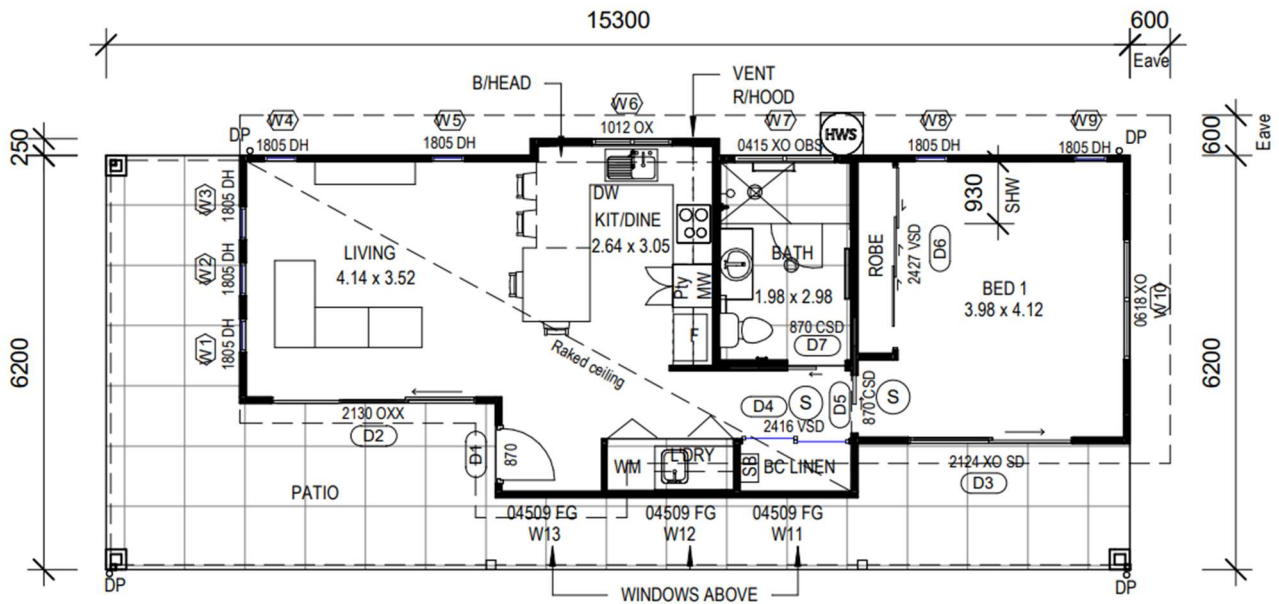 15300
600
Eave
B/HEAD
VENT
R/HOOD
W4
W5
W6
W7
HWS
W8
W9
DP
1805 DH
1805 DH
1012 OX
0415 XO OBS
1805 DH
1805 DH
DP
250
600
Eave
W3
1805 DH
W2
1805 DH
W1
1805 DH
DW
KIT/DINE
2.64 x 3.05
LIVING
4.14 x 3.52
Pty
MW
F
BATH
1.98 x 2.98
870 CSD
D7
ROBE
2427 VSD
D6
930
SHW
BED 1
3.98 x 4.12
0618 XO
W10
6200
6200
Raked ceiling
2130 OXX
D2
D1
870
D4
S
D5
870 CSD
S
2416 VSD
WM
L'DRY
SB
BC LINEN
2124 XO SD
D3
PATIO
04509 FG
W13
04509 FG
W12
04509 FG
W11
DP
WINDOWS ABOVE
DP